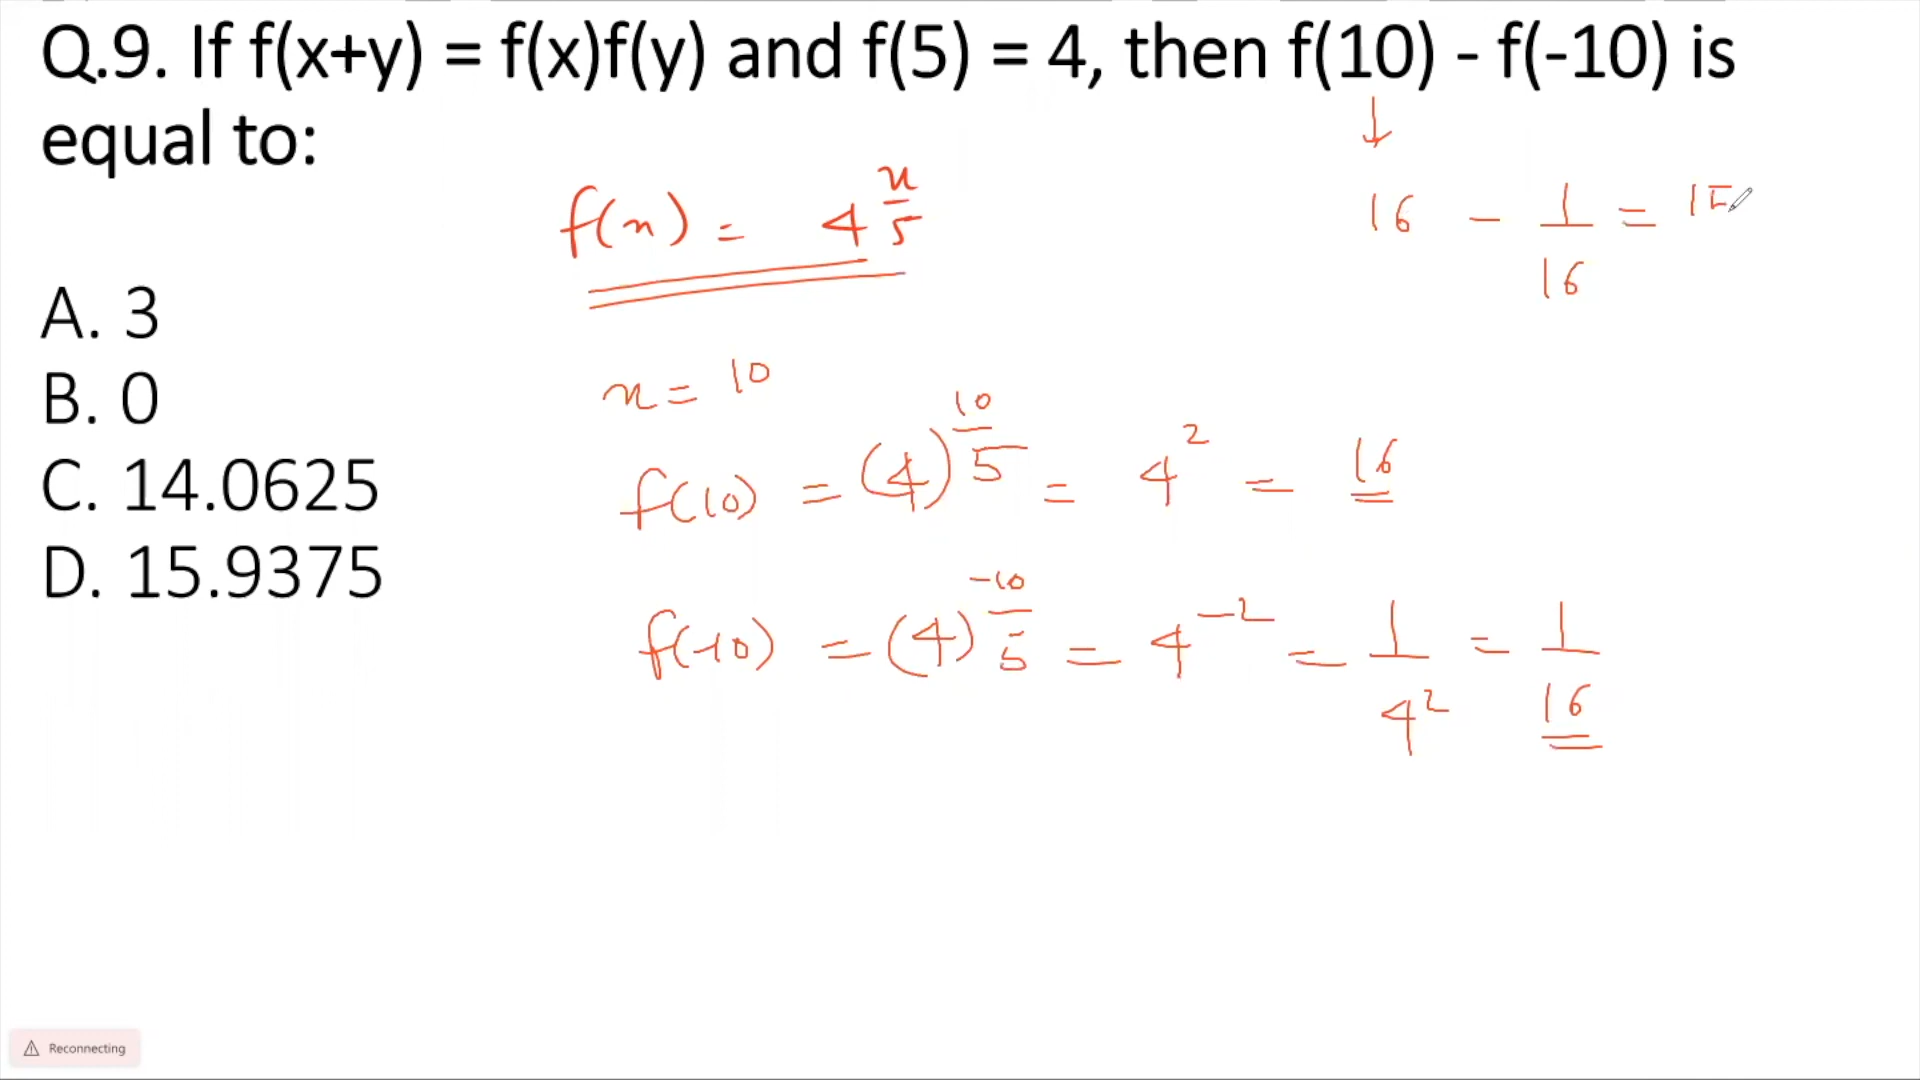 Q.9. If f(x+y) = f(x)f(y) and f(5) = 4, then f(10) - f(-10) is
equal to:
↓
f(x) = 4^(x/5)
16 - 1/16 = 15
A. 3
B. 0
C. 14.0625
D. 15.9375
x = 10
f(10) = (4)^(10/5) = 4^2 = 16
f(-10) = (4)^(-10/5) = 4^-2 = 1/4^2 = 1/16
Reconnecting